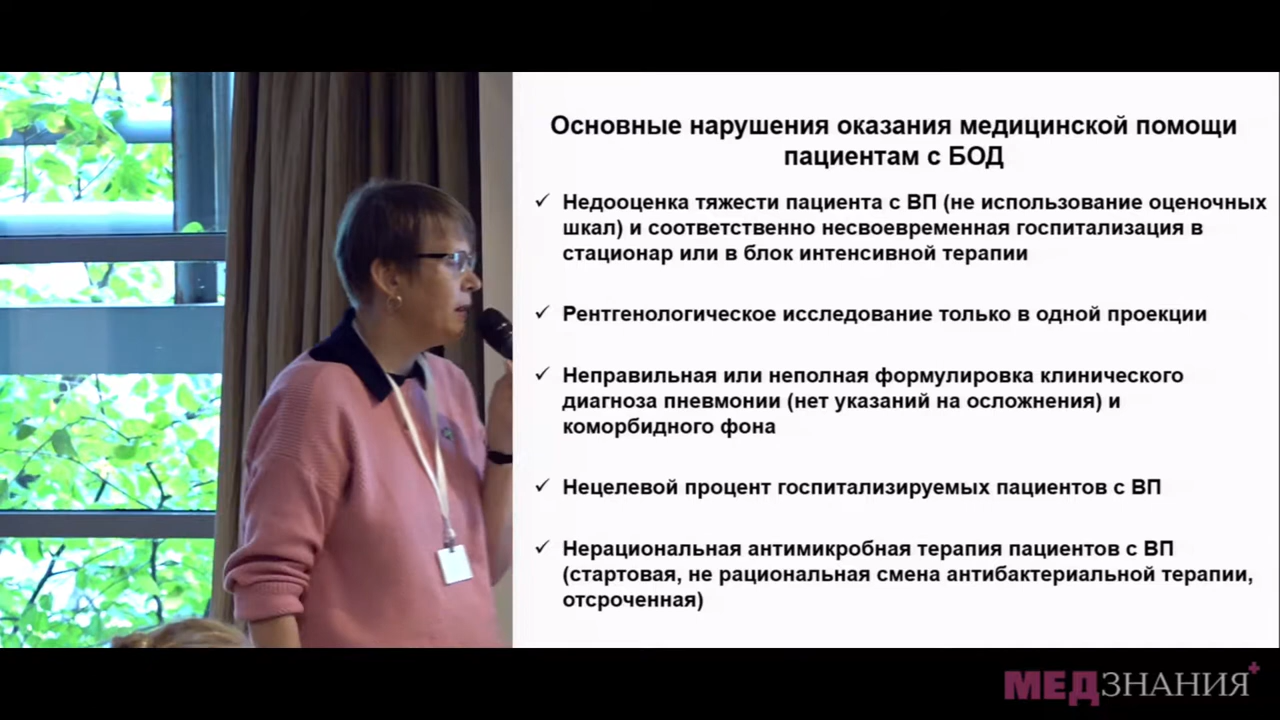 Основные нарушения оказания медицинской помощи
пациентам с БОД
✓ Недооценка тяжести пациента с ВП (не использование оценочных
шкал) и соответственно несвоевременная госпитализация в
стационар или в блок интенсивной терапии
✓ Рентгенологическое исследование только в одной проекции
✓ Неправильная или неполная формулировка клинического
диагноза пневмонии (нет указаний на осложнения) и
коморбидного фона
✓ Нецелевой процент госпитализируемых пациентов с ВП
✓ Нерациональная антимикробная терапия пациентов с ВП
(стартовая, не рациональная смена антибактериальной терапии,
отсроченная)
МЕДЗНАНИЯ+